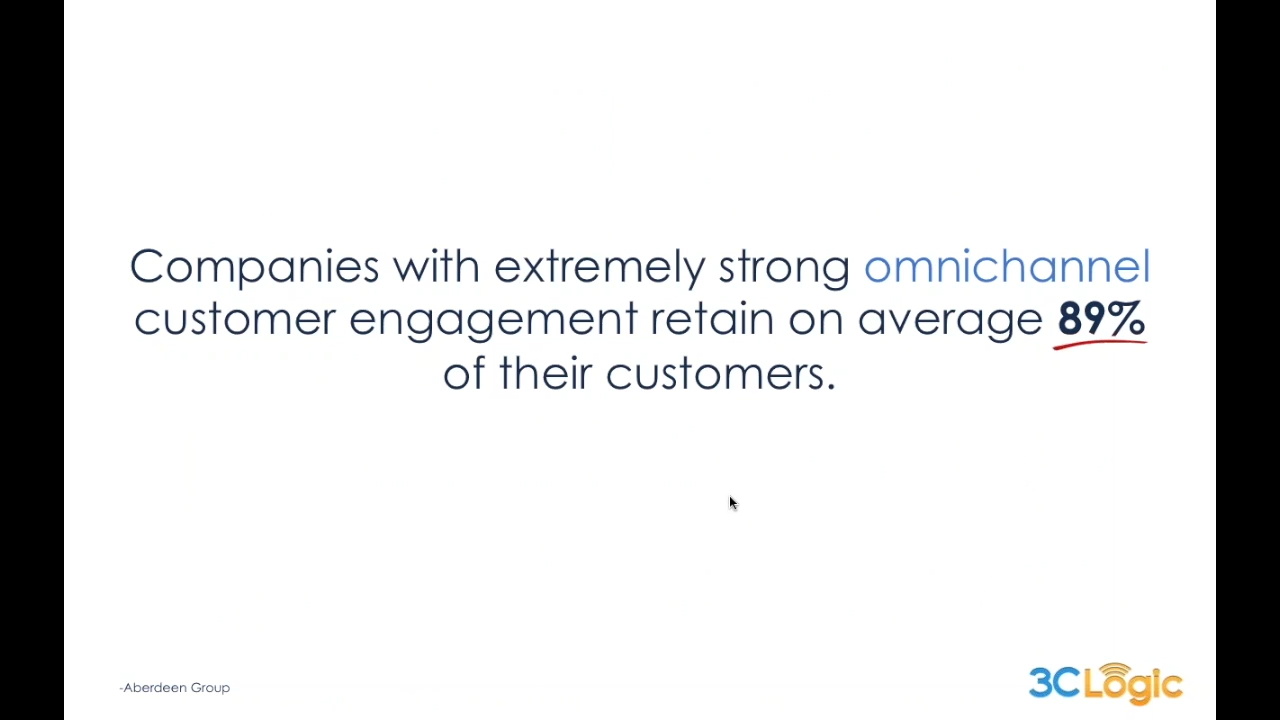 Companies with extremely strong omnichannel
customer engagement retain on average 89%
of their customers.
-Aberdeen Group
3CLogic